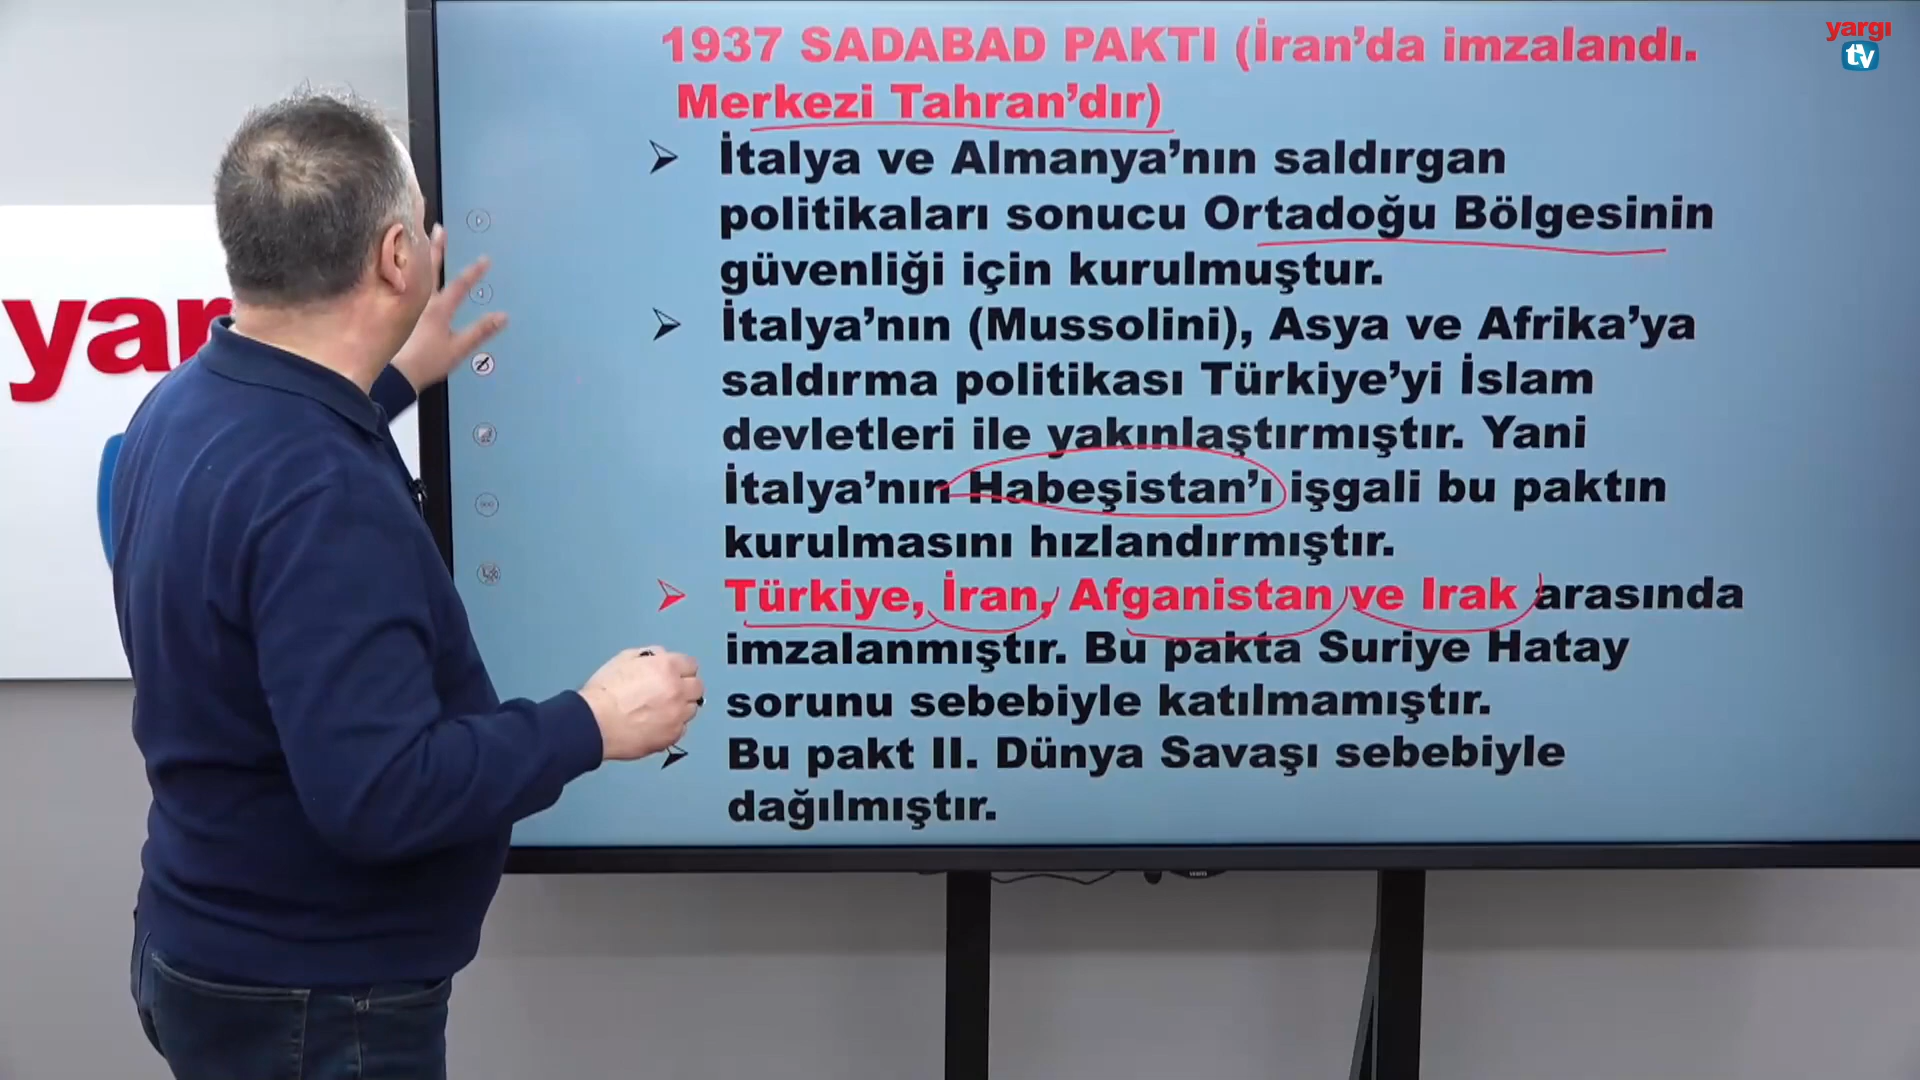 yargı
tv
1937 SADABAD PAKTI (İran’da imzalandı.
Merkezi Tahran’dır)
İtalya ve Almanya’nın saldırgan
politikaları sonucu Ortadoğu Bölgesinin
güvenliği için kurulmuştur.
İtalya’nın (Mussolini), Asya ve Afrika’ya
saldırma politikası Türkiye’yi İslam
devletleri ile yakınlaştırmıştır. Yani
İtalya’nın Habeşistan’ı işgali bu paktın
kurulmasını hızlandırmıştır.
Türkiye, İran, Afganistan ve Irak arasında
imzalanmıştır. Bu pakta Suriye Hatay
sorunu sebebiyle katılmamıştır.
Bu pakt II. Dünya Savaşı sebebiyle
dağılmıştır.